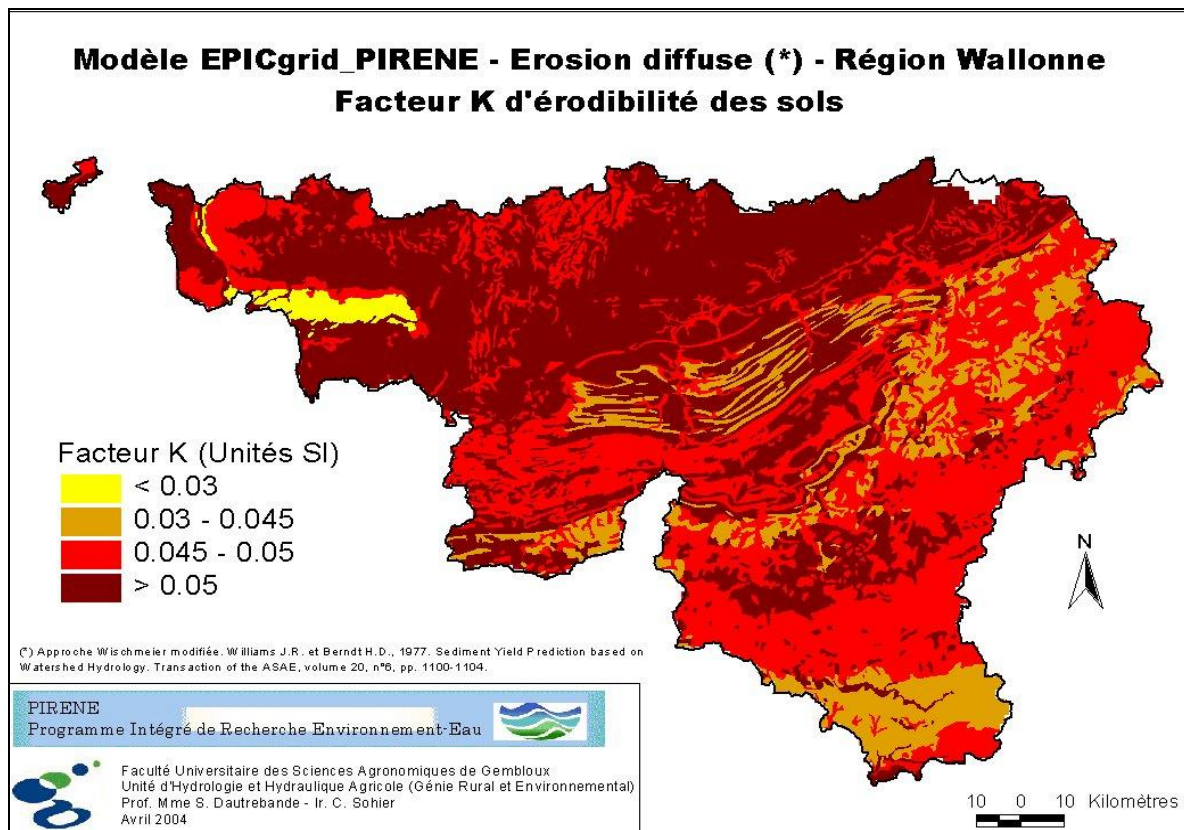 Modèle EPICgrid_PIRENE - Erosion diffuse (*) - Région Wallonne
Facteur K d'érodibilité des sols
Facteur K (Unités SI)
< 0.03
0.03 - 0.045
0.045 - 0.05
> 0.05
N
(*) Approche Wischmeier modifiée. Williams J.R. et Berndt H.D., 1977. Sediment Yield Prediction based on
Watershed Hydrology. Transaction of the ASAE, volume 20, n°6, pp. 1100-1104.
PIRENE
Programme Intégré de Recherche Environnement-Eau
Faculté Universitaire des Sciences Agronomiques de Gembloux
Unité d'Hydrologie et Hydraulique Agricole (Génie Rural et Environnemental)
Prof. Mme S. Dautrebande - Ir. C. Sohier
Avril 2004
10 0 10 Kilomètres